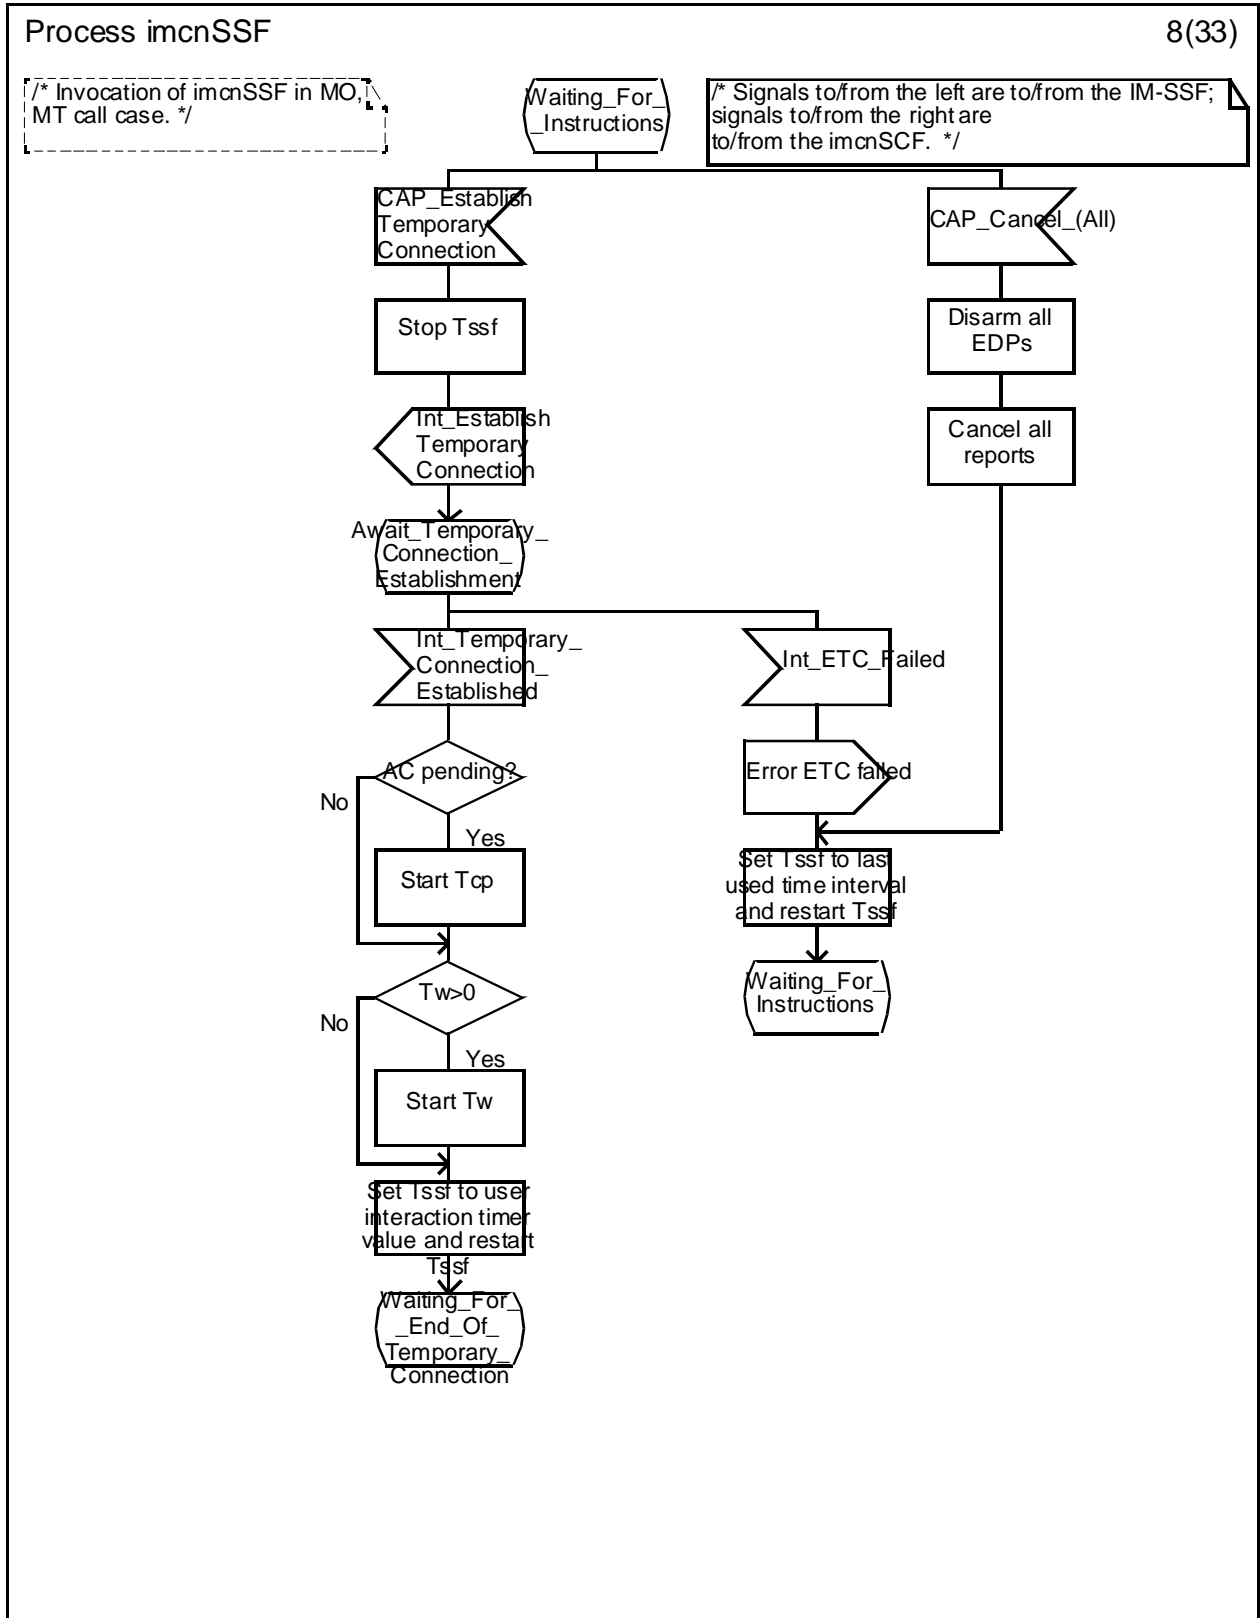 Process imcnSSF
8(33)
/* Invocation of imcnSSF in MO,
MT call case. */
Waiting_For_
_Instructions
/* Signals to/from the left are to/from the IM-SSF;
signals to/from the right are
to/from the imcnSCF. */
CAP_Establish
Temporary
Connection
CAP_Cancel_(All)
Stop Tssf
Disarm all
EDPs
Int_Establish
Temporary
Connection
Cancel all
reports
Await_Temporary_
Connection_
Establishment
Int_Temporary_
Connection_
Established
Int_ETC_Failed
AC pending?
Error ETC failed
No
Yes
Start Tcp
Set Tssf to last
used time interval
and restart Tssf
Tw>0
Waiting_For_
Instructions
No
Yes
Start Tw
Set Tssf to user
interaction timer
value and restart
Tssf
Waiting_For_
_End_Of_
Temporary_
Connection